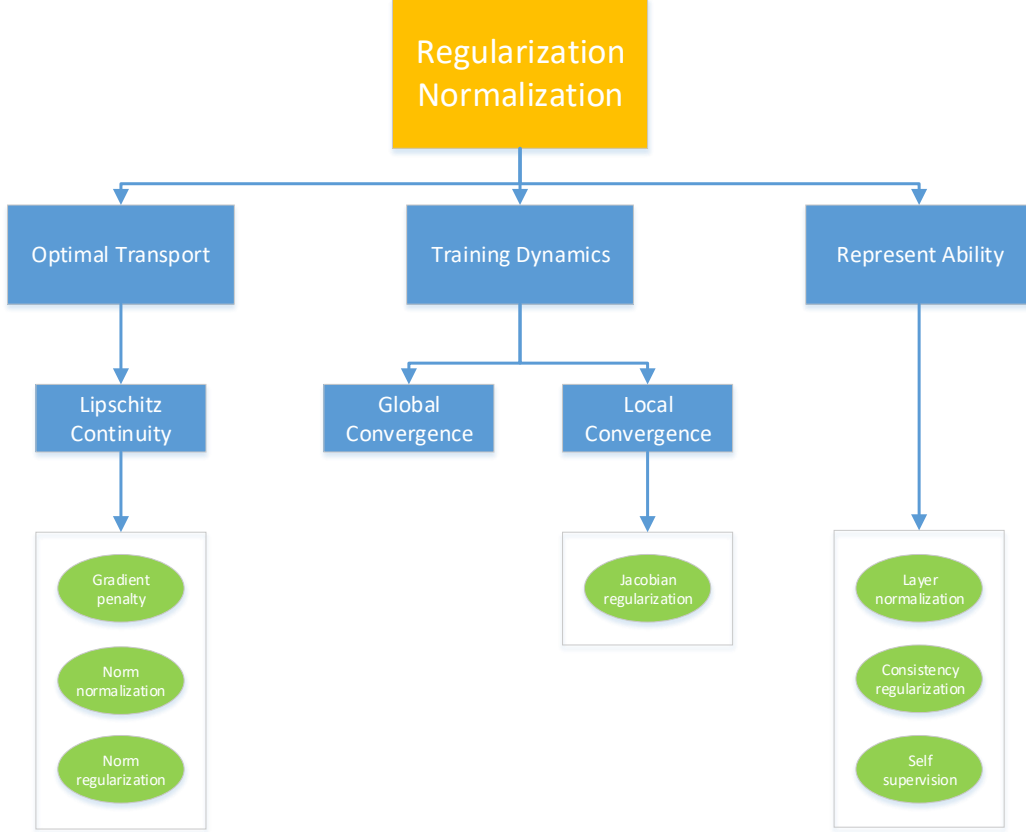 Regularization
Normalization
Optimal Transport
Training Dynamics
Represent Ability
Lipschitz
Continuity
Global
Convergence
Local
Convergence
Gradient
penalty
Norm
normalization
Norm
regularization
Jacobian
regularization
Layer
normalization
Consistency
regularization
Self
supervision